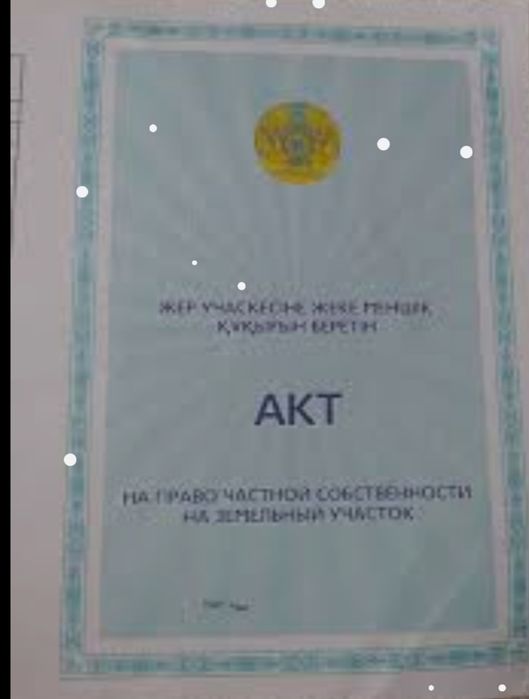 ЖЕР УЧАСКЕСІНЕ ЖЕКЕ МЕНШІК
ҚҰҚЫҒЫН БЕРЕТІН
АКТ
НА ПРАВО ЧАСТНОЙ СОБСТВЕННОСТИ
НА ЗЕМЕЛЬНЫЙ УЧАСТОК